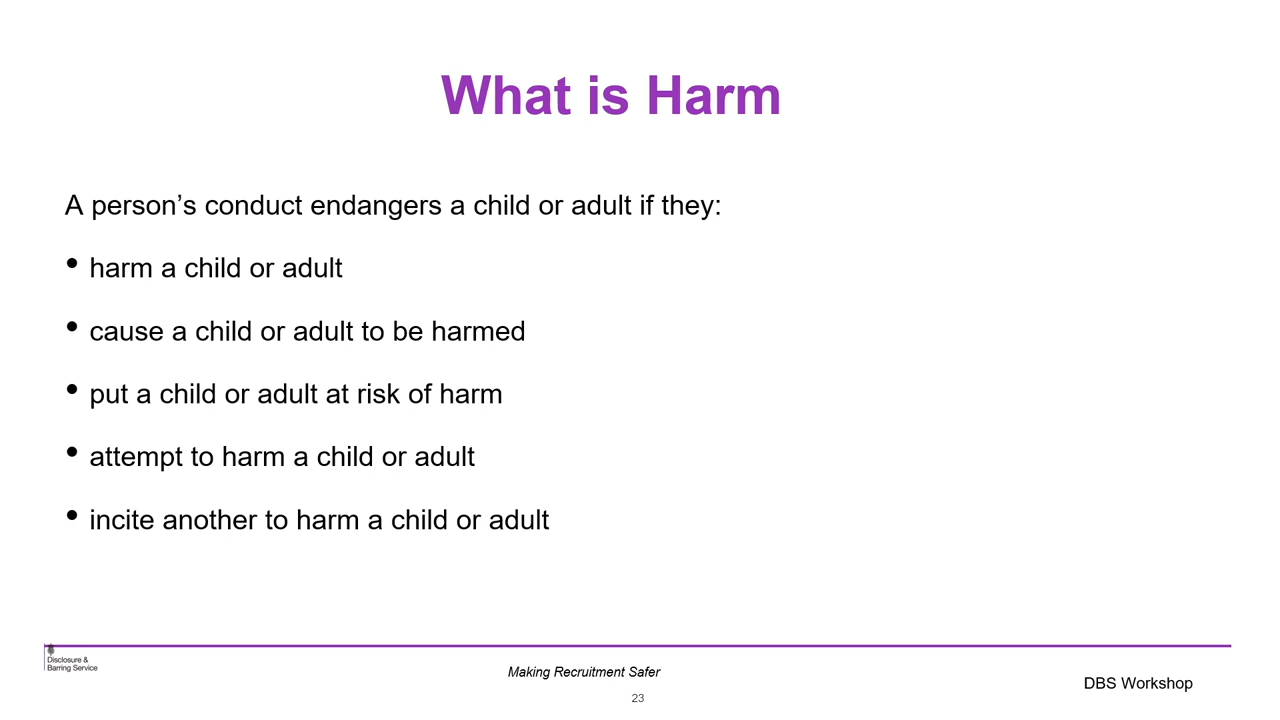 What is Harm
A person’s conduct endangers a child or adult if they:
• harm a child or adult
• cause a child or adult to be harmed
• put a child or adult at risk of harm
• attempt to harm a child or adult
• incite another to harm a child or adult
Disclosure &
Barring Service
Making Recruitment Safer
23
DBS Workshop